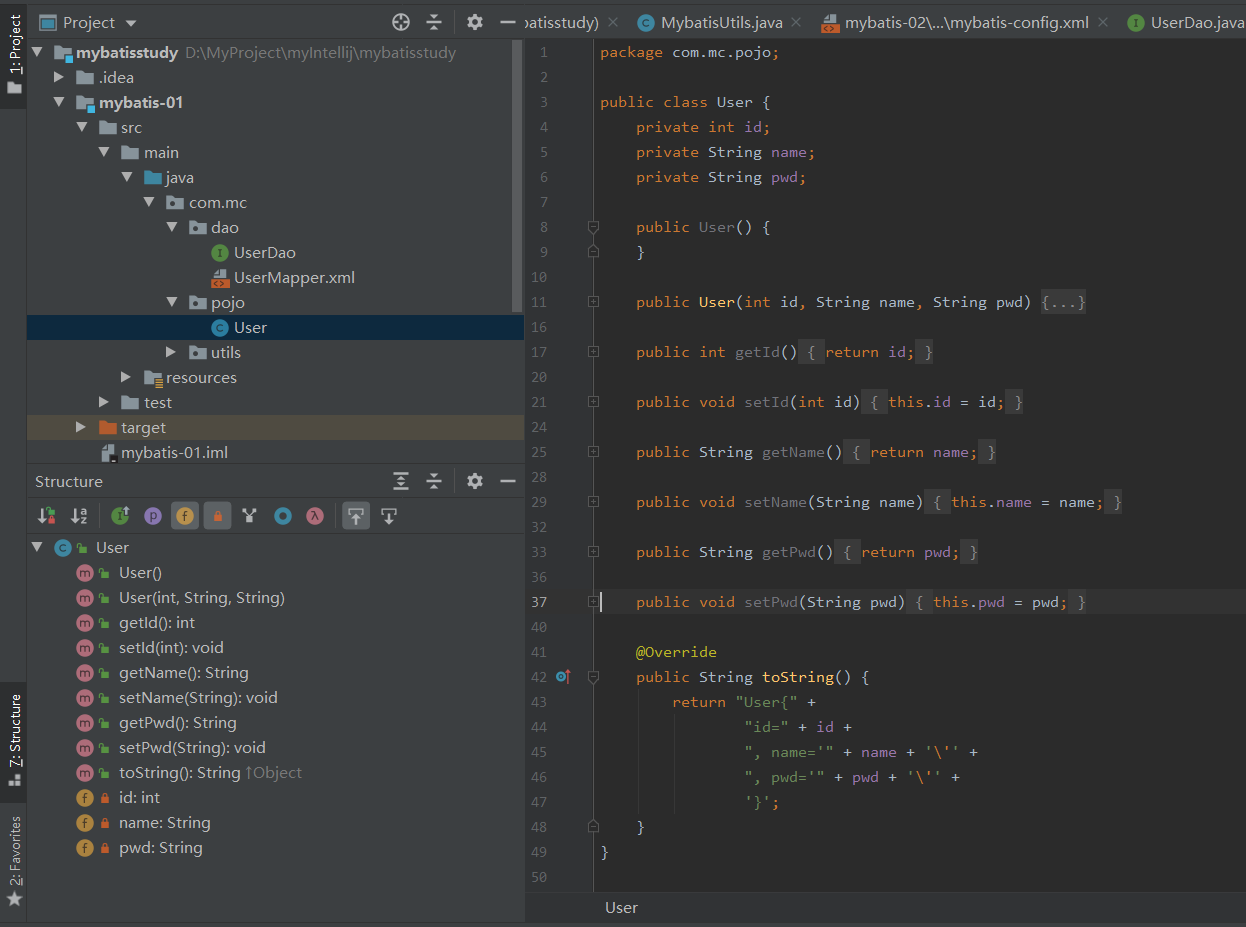 1: Project
Project
mybatisstudy D:\MyProject\myIntellij\mybatisstudy
.idea
mybatis-01
src
main
java
com.mc
dao
UserDao
UserMapper.xml
pojo
User
utils
resources
test
target
mybatis-01.iml
Structure
User
User()
User(int, String, String)
getId(): int
setId(int): void
getName(): String
setName(String): void
getPwd(): String
setPwd(String): void
toString(): String ↑Object
id: int
name: String
pwd: String
7: Structure
2: Favorites
batisstudy) MybatisUtils.java mybatis-02\...\mybatis-config.xml UserDao.java
1 package com.mc.pojo;
2
3 public class User {
4 private int id;
5 private String name;
6 private String pwd;
7
8 public User() {
9 }
10
11 public User(int id, String name, String pwd) {...}
16
17 public int getId() { return id; }
20
21 public void setId(int id) { this.id = id; }
24
25 public String getName() { return name; }
28
29 public void setName(String name) { this.name = name; }
32
33 public String getPwd() { return pwd; }
36
37 public void setPwd(String pwd) { this.pwd = pwd; }
40
41 @Override
42 public String toString() {
43 return "User{" +
44 "id=" + id +
45 ", name='" + name + '\'' +
46 ", pwd='" + pwd + '\'' +
47 '}';
48 }
49 }
50
User